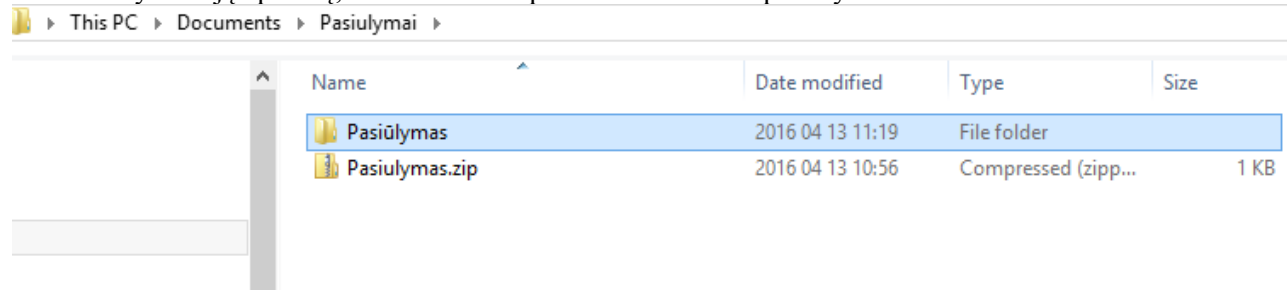 This PC Documents Pasiulymai
Name Date modified Type Size
Pasiūlymas 2016 04 13 11:19 File folder
Pasiulymas.zip 2016 04 13 10:56 Compressed (zipp... 1 KB